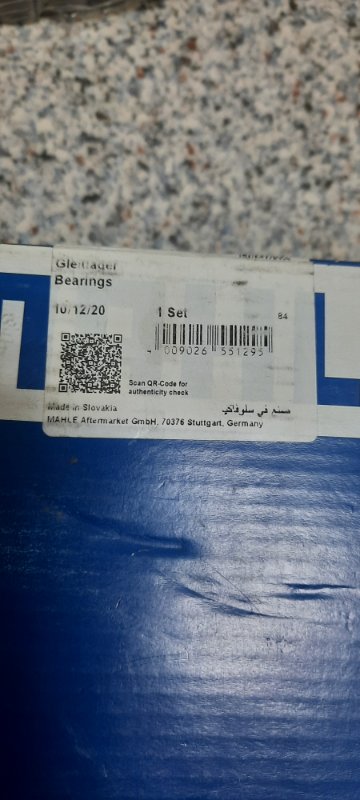 Gleitlager
Bearings
10/12/20 1 Set 84
4 009026 551295
Scan QR-Code for
authenticity check
Made in Slovakia صنع في سلوفاكيا
MAHLE Aftermarket GmbH, 70376 Stuttgart, Germany